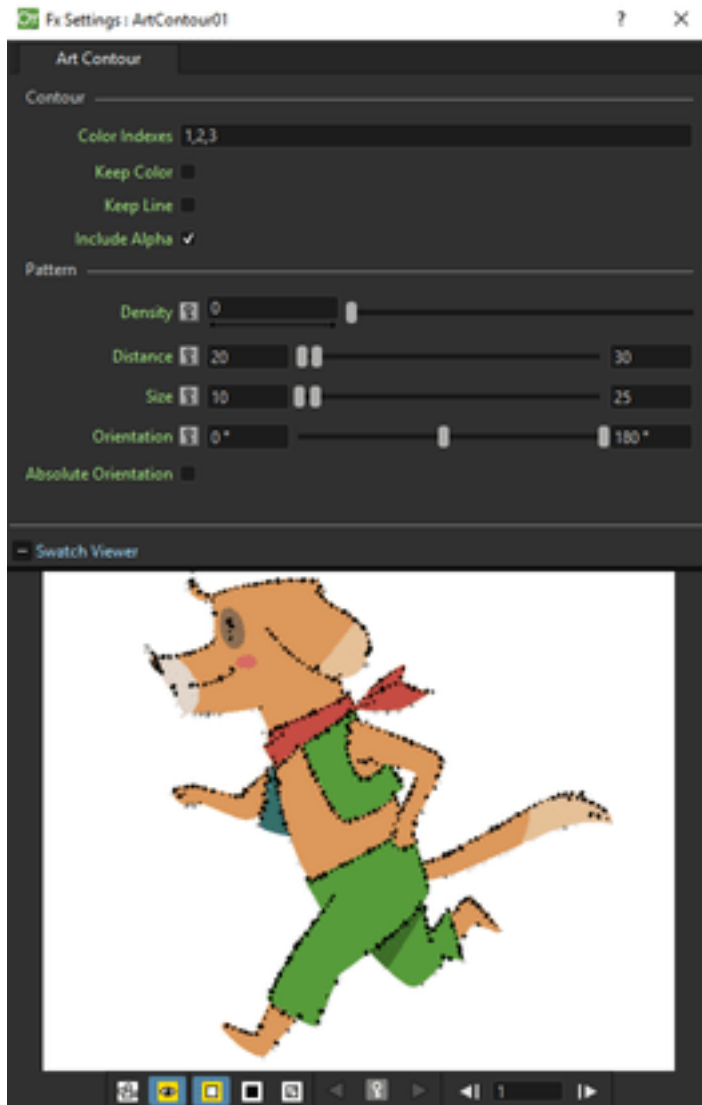 Fx Settings : ArtContour01 ?
Art Contour
Contour
Color Indexes 1,2,3
Keep Color
Keep Line
Include Alpha
Pattern
Density 0
Distance 20 30
Size 10 25
Orientation 0 ° 180 °
Absolute Orientation
Swatch Viewer
1